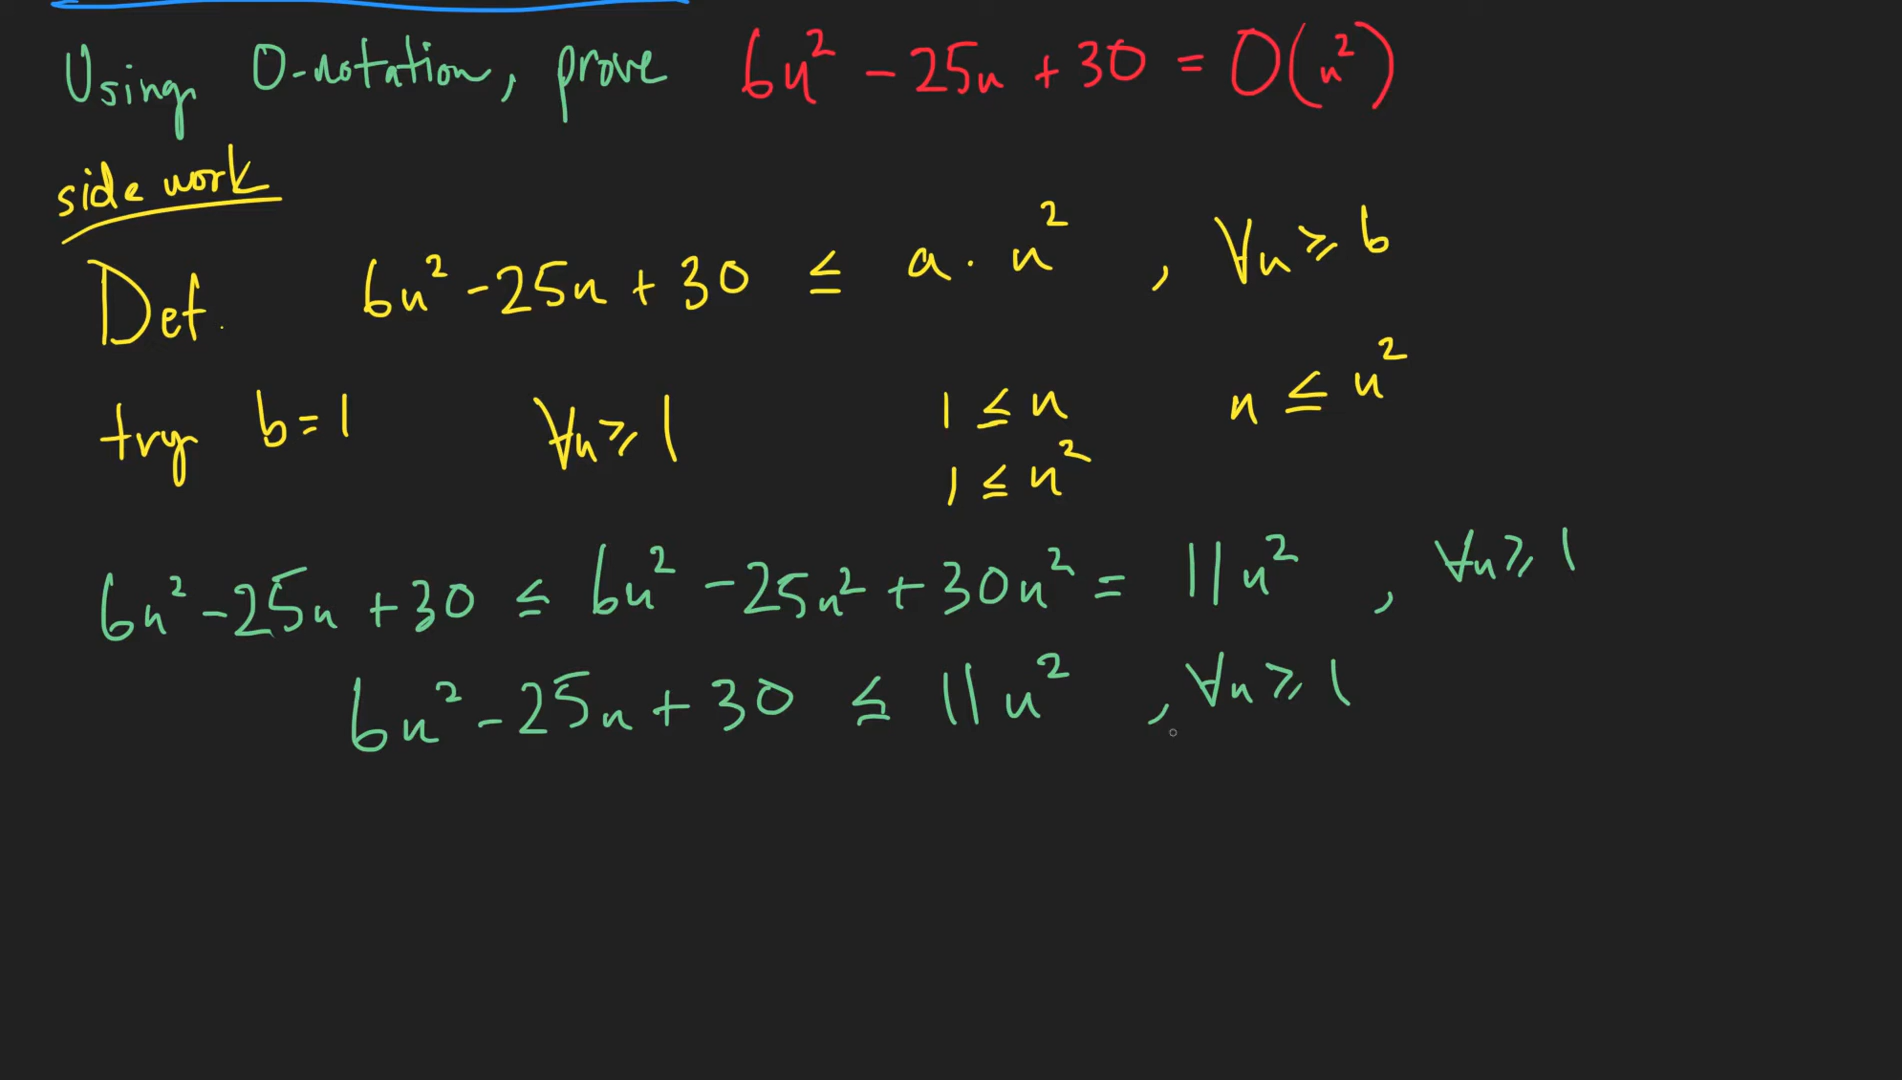 Using O-notation, prove 6n² - 25n + 30 = O(n²)
side work
Def. 6n² - 25n + 30 ≤ a · n² , ∀n ≥ b
try b = 1 ∀n ≥ 1 1 ≤ n n ≤ n²
1 ≤ n²
6n² - 25n + 30 ≤ 6n² - 25n² + 30n² = 11n² , ∀n ≥ 1
6n² - 25n + 30 ≤ 11n² , ∀n ≥ 1